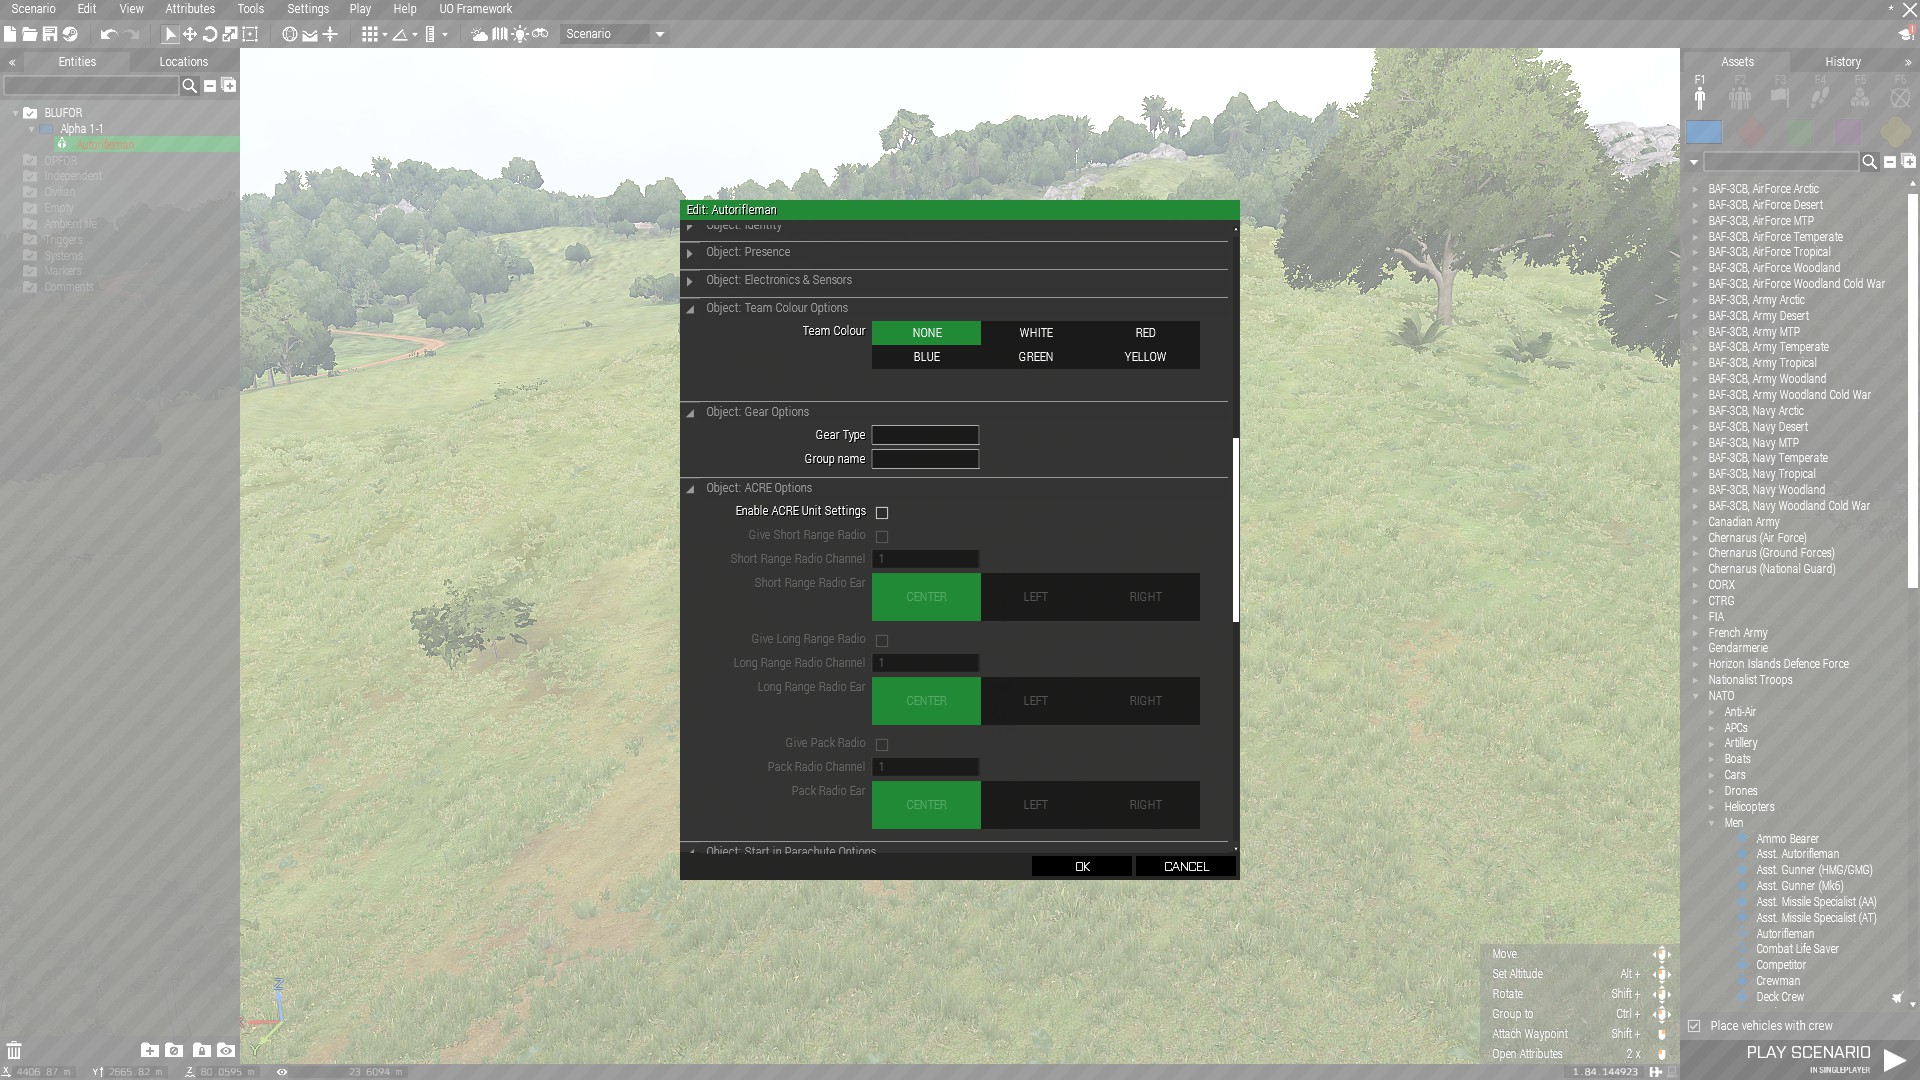 Scenario Edit View Attributes Tools Settings Play Help UO Framework
Scenario
Entities Locations
BLUFOR
Alpha 1-1
Autorifleman
OPFOR
Independent
Civilian
Empty
Ambient life
Triggers
Systems
Markers
Comments
X 4406.87 m Y 2665.82 m Z 80.0595 m 23.6094 m
Edit: Autorifleman
Object: Identity
Object: Presence
Object: Electronics & Sensors
Object: Team Colour Options
Team Colour NONE WHITE RED
BLUE GREEN YELLOW
Object: Gear Options
Gear Type
Group name
Object: ACRE Options
Enable ACRE Unit Settings
Give Short Range Radio
Short Range Radio Channel 1
Short Range Radio Ear CENTER LEFT RIGHT
Give Long Range Radio
Long Range Radio Channel 1
Long Range Radio Ear CENTER LEFT RIGHT
Give Pack Radio
Pack Radio Channel 1
Pack Radio Ear CENTER LEFT RIGHT
Object: Start in Parachute Options
OK CANCEL
Move
Set Altitude Alt +
Rotate Shift +
Group to Ctrl +
Attach Waypoint Shift +
Open Attributes 2 x
1.84.144923
Assets History
F1 F2 F3 F4 F5 F6
BAF-3CB, AirForce Arctic
BAF-3CB, AirForce Desert
BAF-3CB, AirForce MTP
BAF-3CB, AirForce Temperate
BAF-3CB, AirForce Tropical
BAF-3CB, AirForce Woodland
BAF-3CB, AirForce Woodland Cold War
BAF-3CB, Army Arctic
BAF-3CB, Army Desert
BAF-3CB, Army MTP
BAF-3CB, Army Temperate
BAF-3CB, Army Tropical
BAF-3CB, Army Woodland
BAF-3CB, Army Woodland Cold War
BAF-3CB, Navy Arctic
BAF-3CB, Navy Desert
BAF-3CB, Navy MTP
BAF-3CB, Navy Temperate
BAF-3CB, Navy Tropical
BAF-3CB, Navy Woodland
BAF-3CB, Navy Woodland Cold War
Canadian Army
Chernarus (Air Force)
Chernarus (Ground Forces)
Chernarus (National Guard)
CORX
CTRG
FIA
French Army
Gendarmerie
Horizon Islands Defence Force
Nationalist Troops
NATO
Anti-Air
APCs
Artillery
Boats
Cars
Drones
Helicopters
Men
Ammo Bearer
Asst. Autorifleman
Asst. Gunner (HMG/GMG)
Asst. Gunner (Mk6)
Asst. Missile Specialist (AA)
Asst. Missile Specialist (AT)
Autorifleman
Combat Life Saver
Competitor
Crewman
Deck Crew
Place vehicles with crew
PLAY SCENARIO
IN SINGLEPLAYER